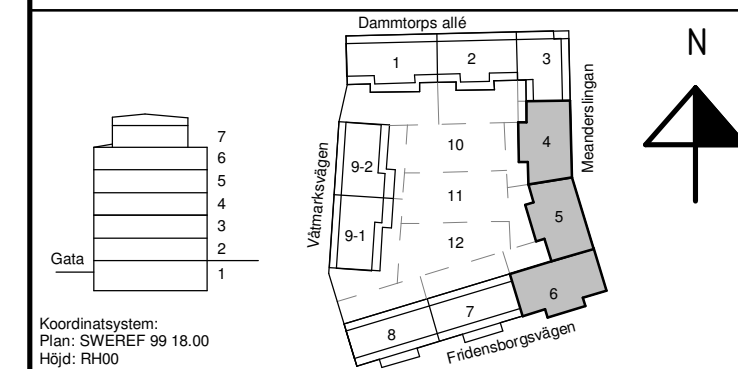 Dammtorps allé
N
1
2
3
Meanderslingan
7
6
5
4
3
2
1
Gata
Våtmarksvägen
9-2
9-1
10
11
12
4
5
6
7
8
Fridensborgsvägen
Koordinatsystem:
Plan: SWEREF 99 18.00
Höjd: RH00